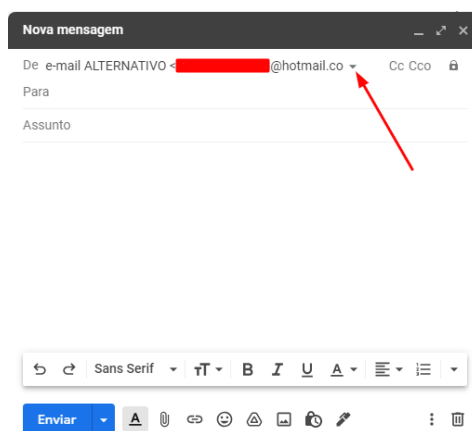 Nova mensagem
De e-mail ALTERNATIVO < @hotmail.co Cc Cco
Para
Assunto
Sans Serif
Enviar